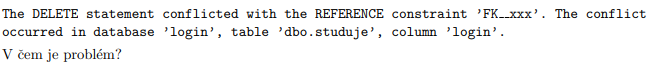 The DELETE statement conflicted with the REFERENCE constraint ’FK__xxx’. The conflict
occurred in database ’login’, table ’dbo.studuje’, column ’login’.
V čem je problém?